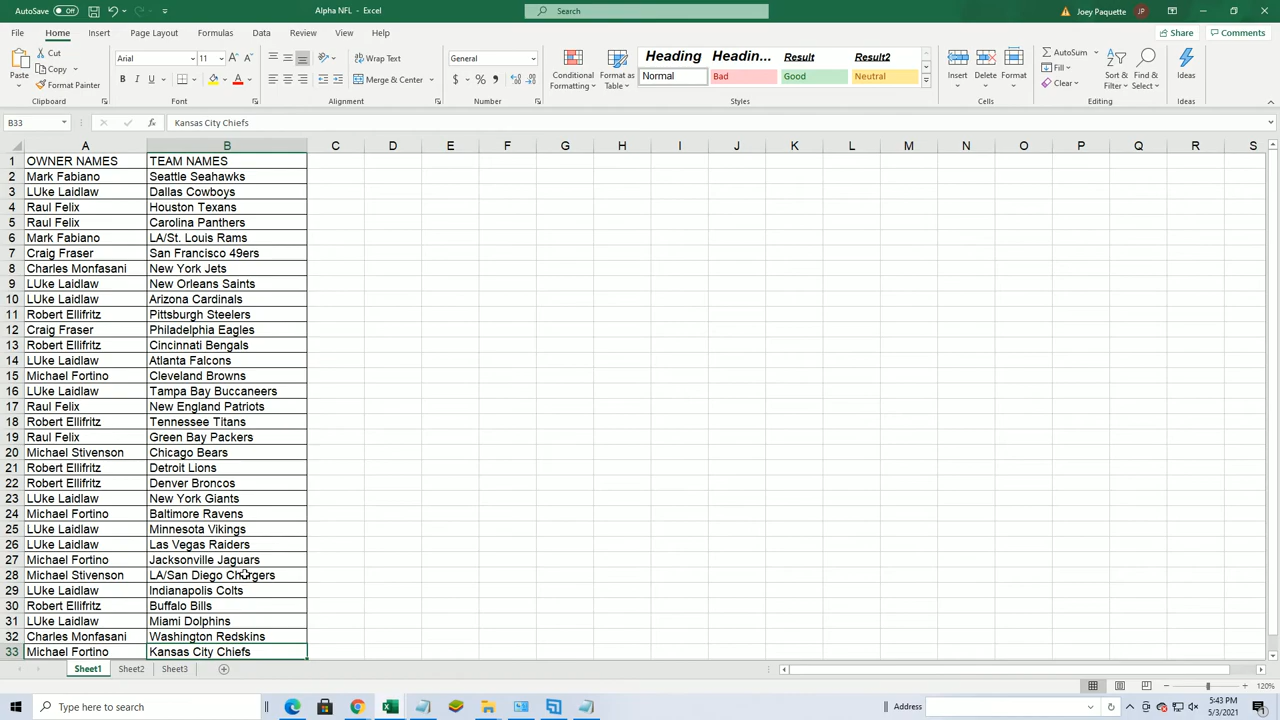 AutoSave Off
Alpha NFL - Excel
Search
Joey Paquette JP
File Home Insert Page Layout Formulas Data Review View Help
Share Comments
Paste
Cut
Copy
Format Painter
Clipboard
Arial 11
B I U
Font
Wrap Text
Merge & Center
Alignment
General
$ % 9
Number
Conditional Formatting
Format as Table
Heading Headin... Result Result2
Normal Bad Good Neutral
Styles
Insert Delete Format
Cells
AutoSum
Fill
Clear
Sort & Filter
Find & Select
Editing
Ideas
Ideas
B33 fx Kansas City Chiefs
A B C D E F G H I J K L M N O P Q R S
1 OWNER NAMES TEAM NAMES
2 Mark Fabiano Seattle Seahawks
3 LUke Laidlaw Dallas Cowboys
4 Raul Felix Houston Texans
5 Raul Felix Carolina Panthers
6 Mark Fabiano LA/St. Louis Rams
7 Craig Fraser San Francisco 49ers
8 Charles Monfasani New York Jets
9 LUke Laidlaw New Orleans Saints
10 LUke Laidlaw Arizona Cardinals
11 Robert Ellifritz Pittsburgh Steelers
12 Craig Fraser Philadelphia Eagles
13 Robert Ellifritz Cincinnati Bengals
14 LUke Laidlaw Atlanta Falcons
15 Michael Fortino Cleveland Browns
16 LUke Laidlaw Tampa Bay Buccaneers
17 Raul Felix New England Patriots
18 Robert Ellifritz Tennessee Titans
19 Raul Felix Green Bay Packers
20 Michael Stivenson Chicago Bears
21 Robert Ellifritz Detroit Lions
22 Robert Ellifritz Denver Broncos
23 LUke Laidlaw New York Giants
24 Michael Fortino Baltimore Ravens
25 LUke Laidlaw Minnesota Vikings
26 LUke Laidlaw Las Vegas Raiders
27 Michael Fortino Jacksonville Jaguars
28 Michael Stivenson LA/San Diego Chargers
29 LUke Laidlaw Indianapolis Colts
30 Robert Ellifritz Buffalo Bills
31 LUke Laidlaw Miami Dolphins
32 Charles Monfasani Washington Redskins
33 Michael Fortino Kansas City Chiefs
Sheet1 Sheet2 Sheet3
120%
Type here to search
Address
5:43 PM
5/3/2021